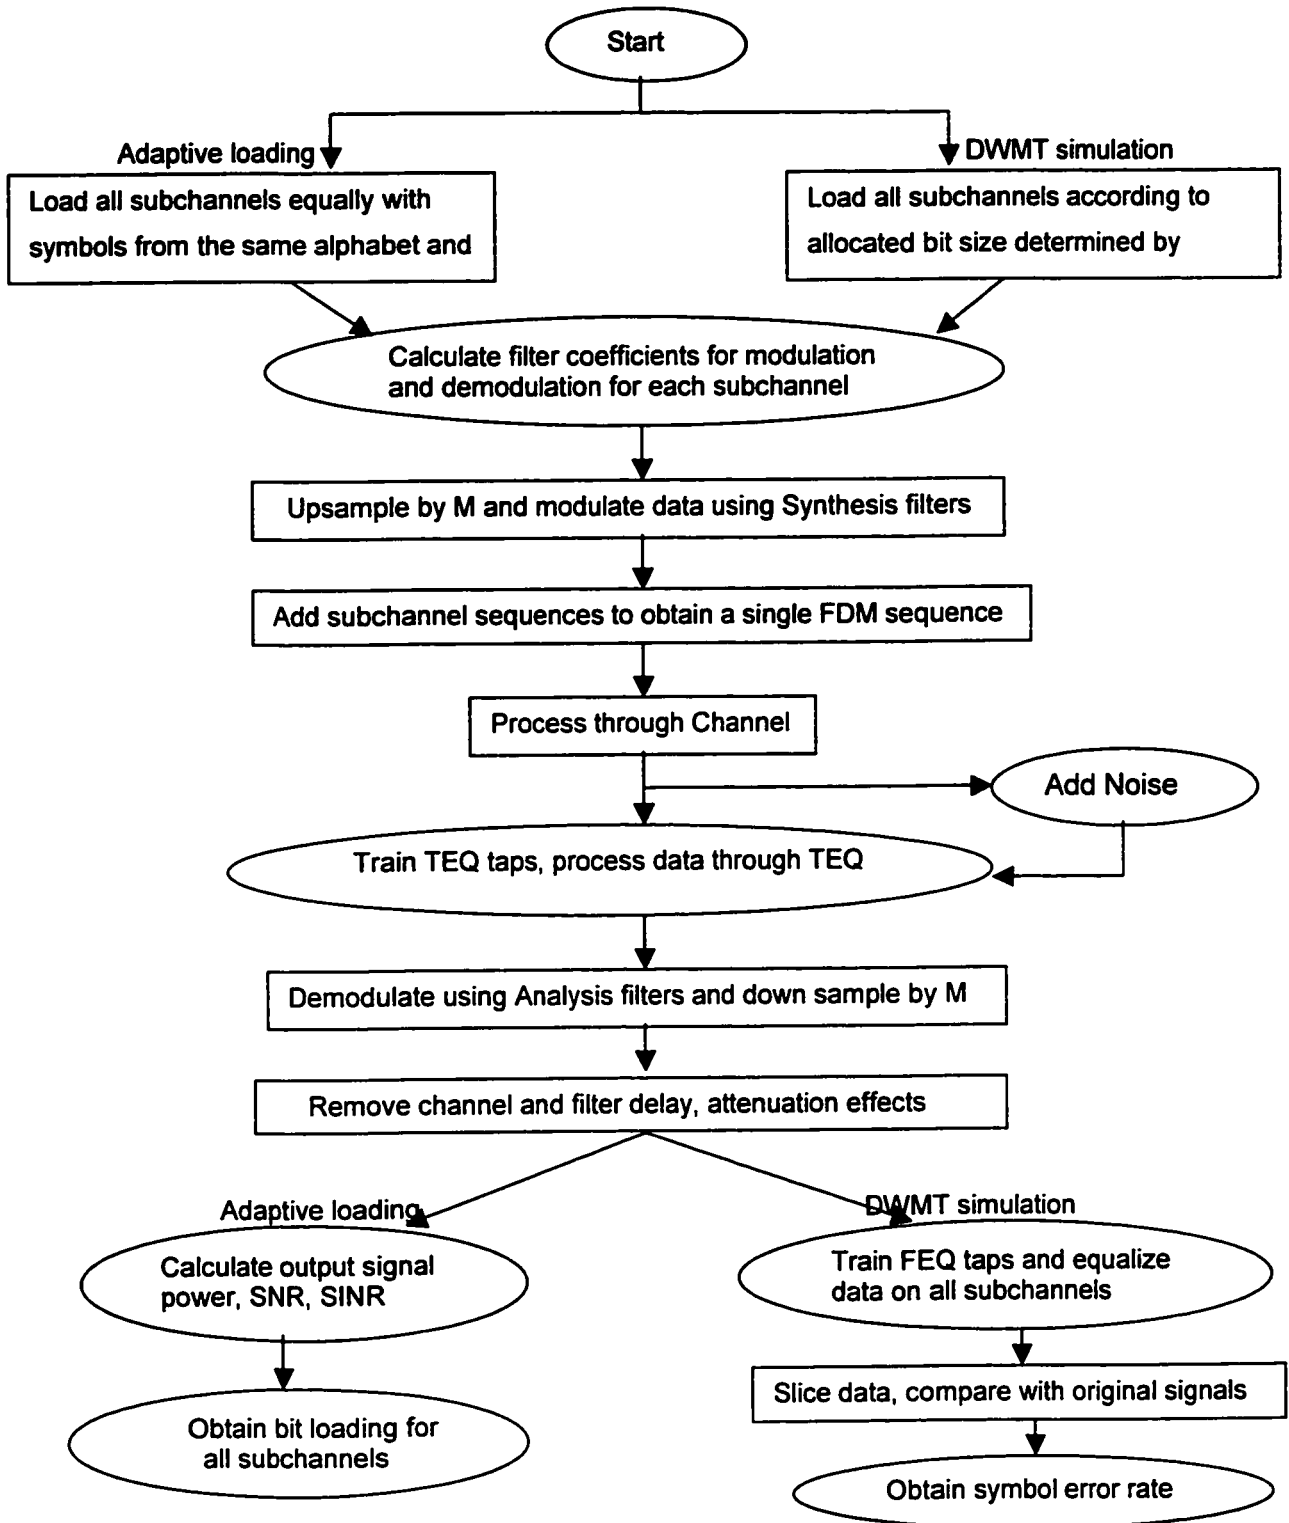 Start
Adaptive loading
DWMT simulation
Load all subchannels equally with
symbols from the same alphabet and
Load all subchannels according to
allocated bit size determined by
Calculate filter coefficients for modulation
and demodulation for each subchannel
Upsample by M and modulate data using Synthesis filters
Add subchannel sequences to obtain a single FDM sequence
Process through Channel
Add Noise
Train TEQ taps, process data through TEQ
Demodulate using Analysis filters and down sample by M
Remove channel and filter delay, attenuation effects
Adaptive loading
DWMT simulation
Calculate output signal
power, SNR, SINR
Train FEQ taps and equalize
data on all subchannels
Slice data, compare with original signals
Obtain bit loading for
all subchannels
Obtain symbol error rate